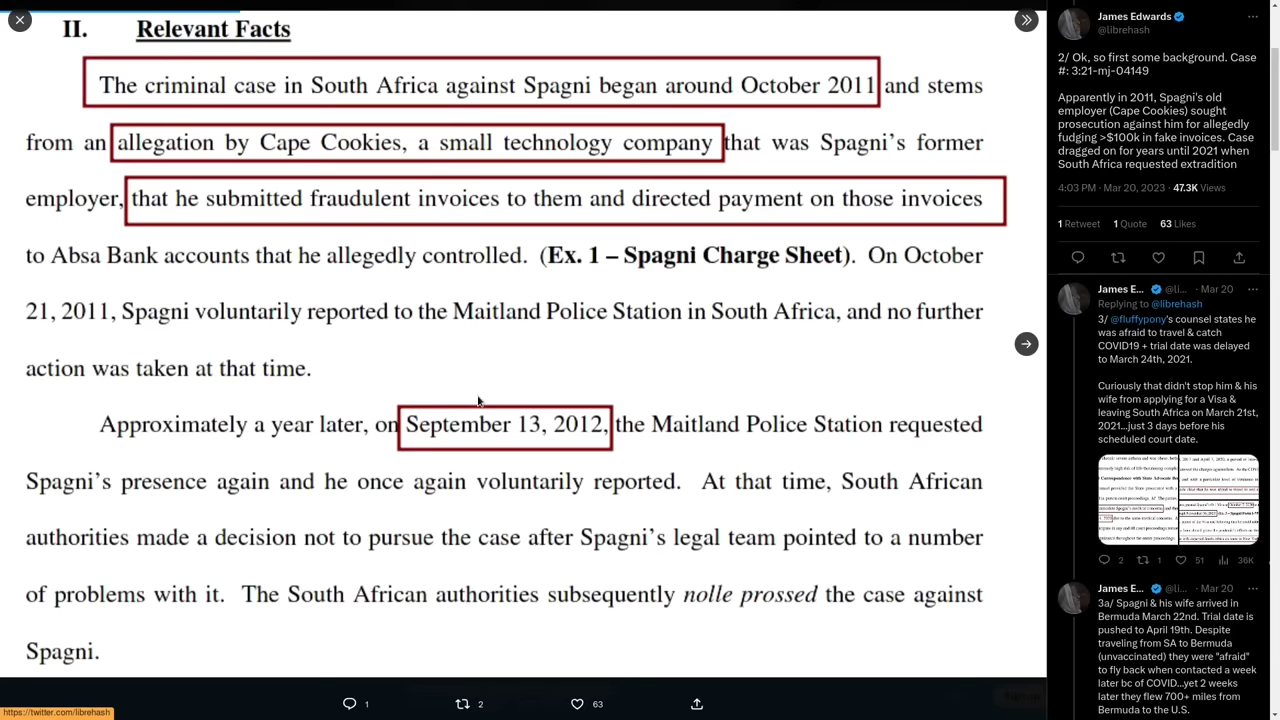 II. Relevant Facts
The criminal case in South Africa against Spagni began around October 2011 and stems
from an allegation by Cape Cookies, a small technology company that was Spagni's former
employer, that he submitted fraudulent invoices to them and directed payment on those invoices
to Absa Bank accounts that he allegedly controlled. (Ex. 1 – Spagni Charge Sheet). On October
21, 2011, Spagni voluntarily reported to the Maitland Police Station in South Africa, and no further
action was taken at that time.
Approximately a year later, on September 13, 2012, the Maitland Police Station requested
Spagni's presence again and he once again voluntarily reported. At that time, South African
authorities made a decision not to pursue the case after Spagni's legal team pointed to a number
of problems with it. The South African authorities subsequently nolle prossed the case against
Spagni.
1
2
63
https://twitter.com/librehash
James Edwards
@librehash
2/ Ok, so first some background. Case
#: 3:21-mj-04149
Apparently in 2011, Spagni's old
employer (Cape Cookies) sought
prosecution against him for allegedly
fudging >$100k in fake invoices. Case
dragged on for years until 2021 when
South Africa requested extradition
4:03 PM · Mar 20, 2023 · 47.3K Views
1 Retweet 1 Quote 63 Likes
James E... @li... · Mar 20
Replying to @librehash
3/ @fluffypony's counsel states he
was afraid to travel & catch
COVID19 + trial date was delayed
to March 24th, 2021.
Curiously that didn't stop him & his
wife from applying for a Visa &
leaving South Africa on March 21st,
2021...just 3 days before his
scheduled court date.
2 1 51 36K
James E... @li... · Mar 20
3a/ Spagni & his wife arrived in
Bermuda March 22nd. Trial date is
pushed to April 19th. Despite
traveling from SA to Bermuda
(unvaccinated) they were "afraid"
to fly back when contacted a week
later bc of COVID...yet 2 weeks
later they flew 700+ miles from
Bermuda to the U.S.